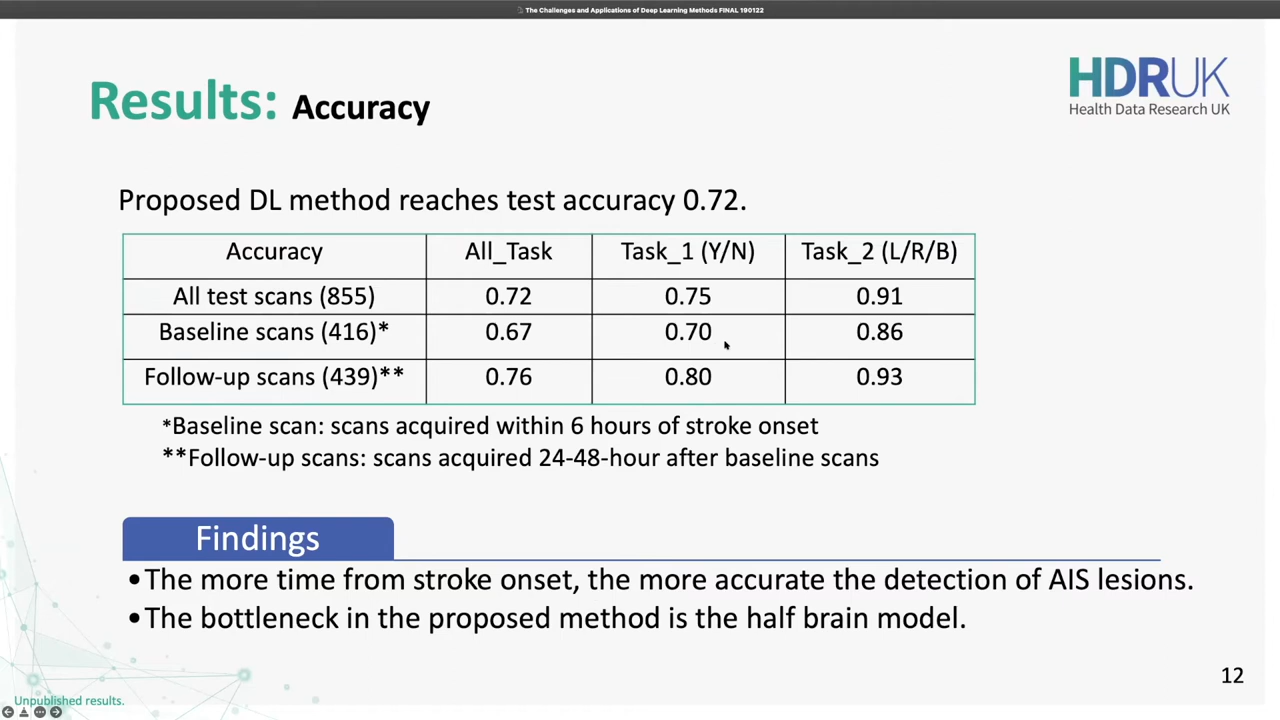 The Challenges and Applications of Deep Learning Methods FINAL 190122
HDRUK
Health Data Research UK
Results: Accuracy
Proposed DL method reaches test accuracy 0.72.
Accuracy All_Task Task_1 (Y/N) Task_2 (L/R/B)
All test scans (855) 0.72 0.75 0.91
Baseline scans (416)* 0.67 0.70 0.86
Follow-up scans (439)** 0.76 0.80 0.93
*Baseline scan: scans acquired within 6 hours of stroke onset
**Follow-up scans: scans acquired 24-48-hour after baseline scans
Findings
•The more time from stroke onset, the more accurate the detection of AIS lesions.
•The bottleneck in the proposed method is the half brain model.
12
Unpublished results.